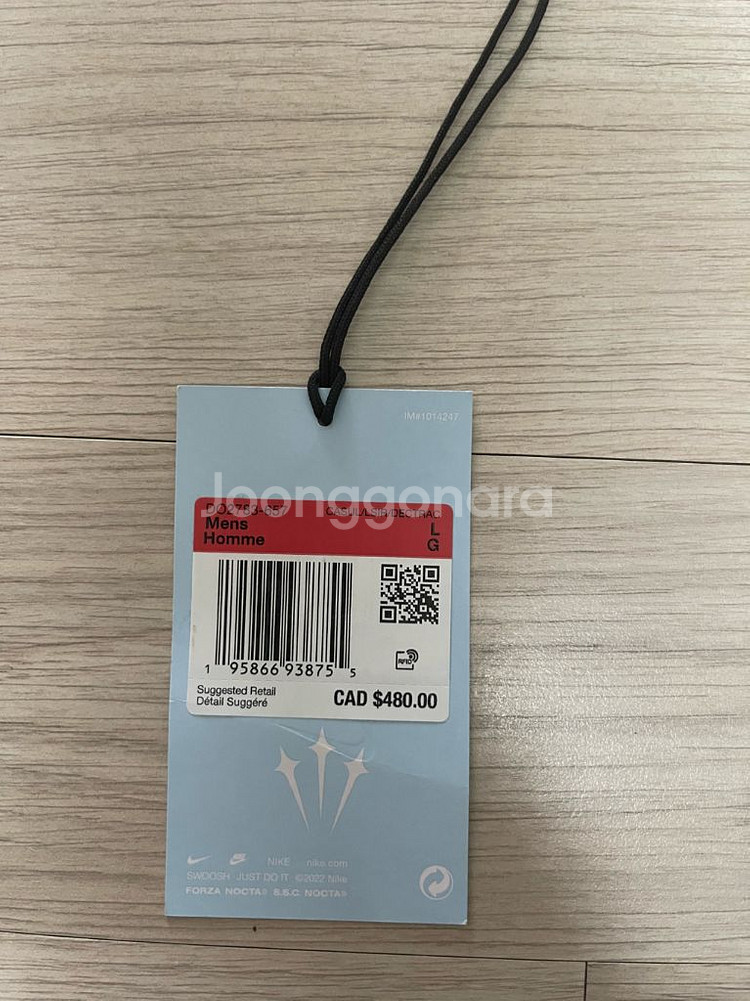 IM#1014247
Joonggonara
Mens
Homme
L
G
1 95866 93875 5
RFID
Suggested Retail
Détail Suggéré
CAD $480.00
NIKE nike.com
SWOOSH JUST DO IT ©2022 Nike
FORZA NOCTA® S.S.C. NOCTA®